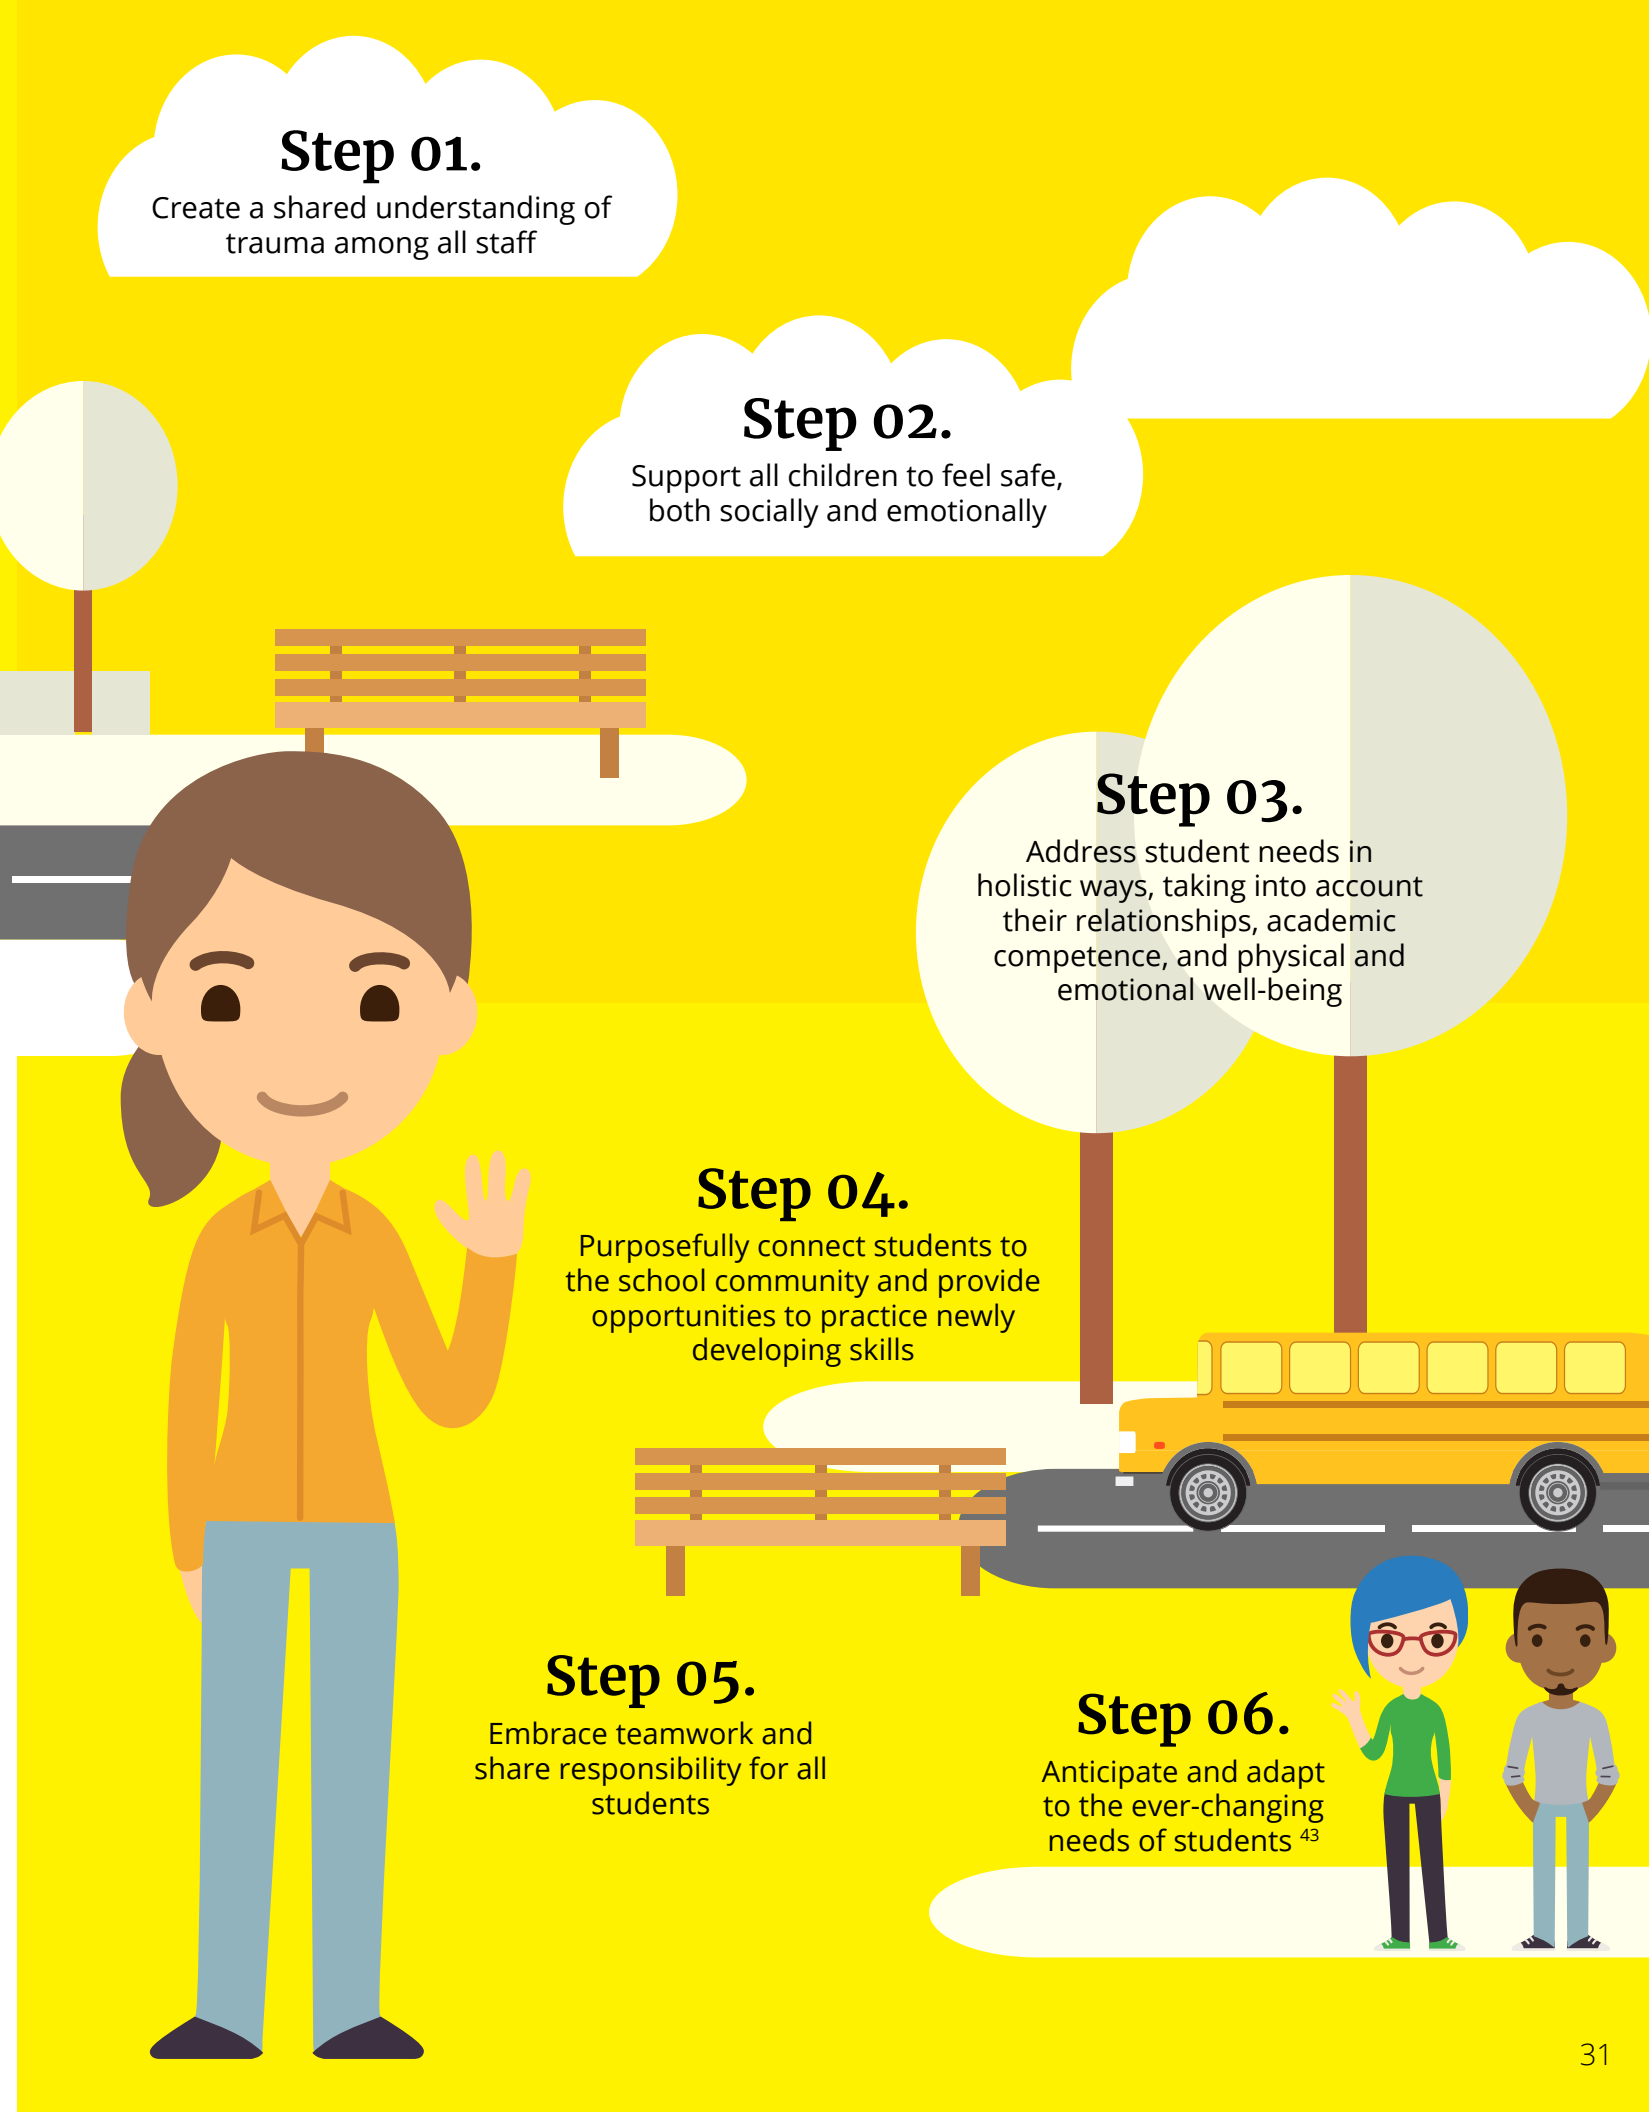 Step 01.
Create a shared understanding of
trauma among all staff
Step 02.
Support all children to feel safe,
both socially and emotionally
Step 03.
Address student needs in
holistic ways, taking into account
their relationships, academic
competence, and physical and
emotional well-being
Step 04.
Purposefully connect students to
the school community and provide
opportunities to practice newly
developing skills
Step 05.
Embrace teamwork and
share responsibility for all
students
Step 06.
Anticipate and adapt
to the ever-changing
needs of students 43
31